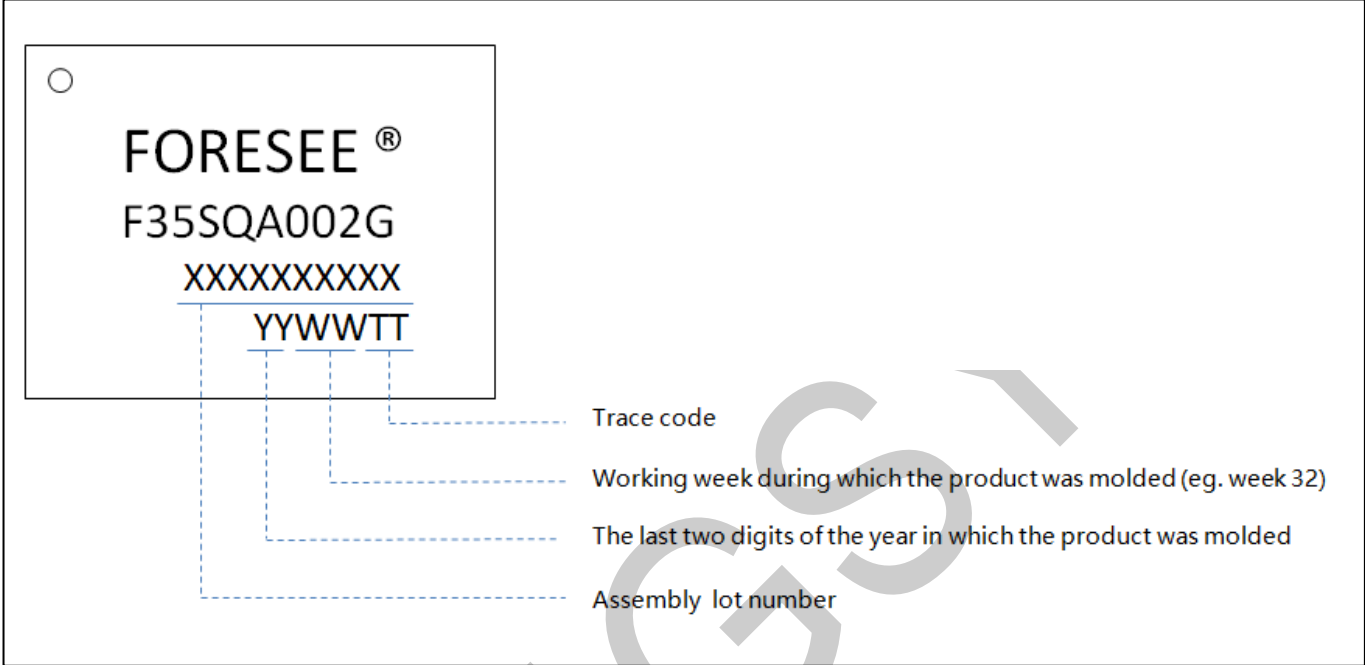 FORESEE ®
F35SQA002G
XXXXXXXXXX
YYWWTT
Trace code
Working week during which the product was molded (eg. week 32)
The last two digits of the year in which the product was molded
Assembly lot number